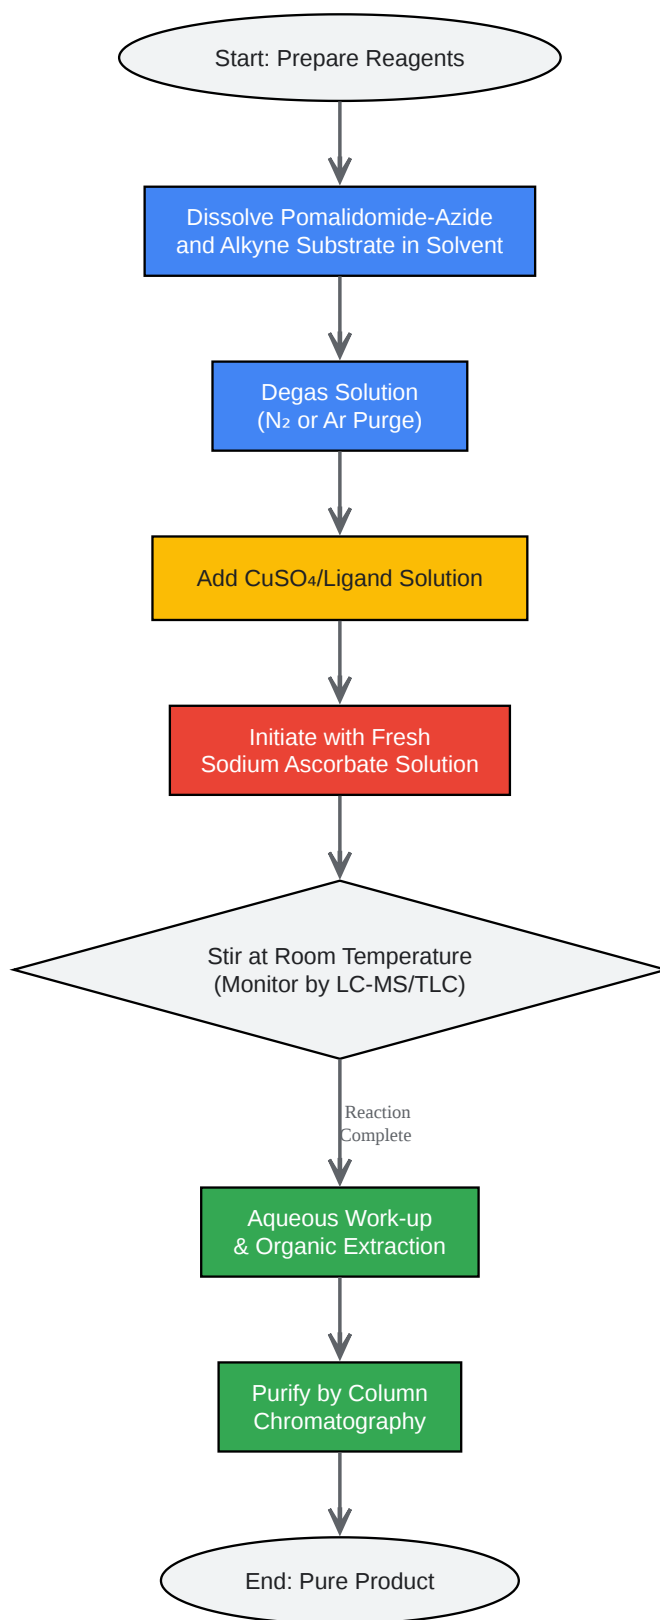 Start: Prepare Reagents
Dissolve Pomalidomide-Azide
and Alkyne Substrate in Solvent
Degas Solution
(N₂ or Ar Purge)
Add CuSO₄/Ligand Solution
Initiate with Fresh
Sodium Ascorbate Solution
Stir at Room Temperature
(Monitor by LC-MS/TLC)
Reaction
Complete
Aqueous Work-up
& Organic Extraction
Purify by Column
Chromatography
End: Pure Product